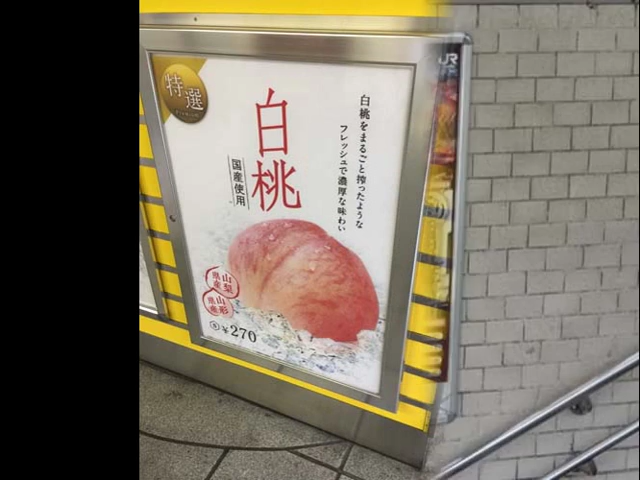 特選
白桃
国産使用
白桃をまるごと搾ったような
フレッシュで濃厚な味わい
山梨県産
山形県産
¥270
JR